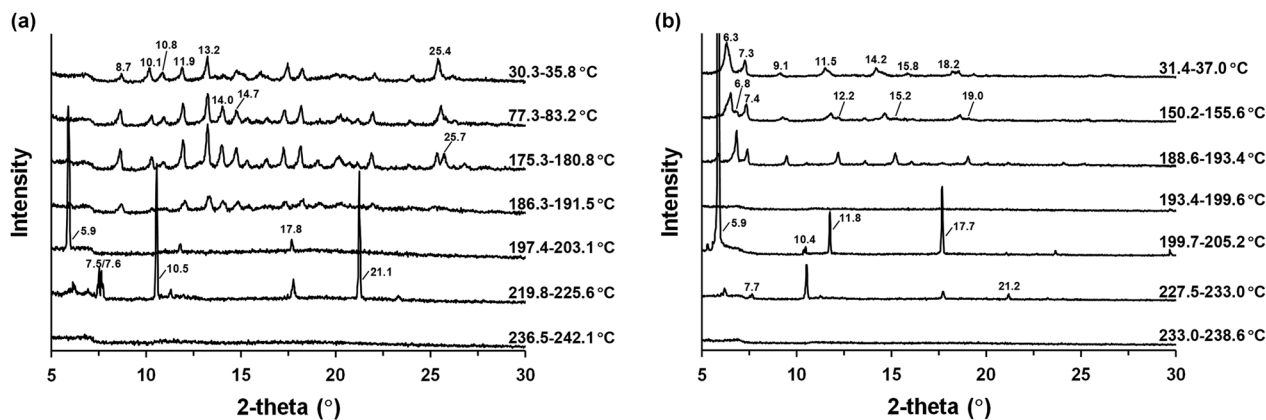 (a)
Intensity
8.7
10.1
10.8
11.9
13.2
25.4
30.3-35.8 °C
14.0
14.7
77.3-83.2 °C
25.7
175.3-180.8 °C
186.3-191.5 °C
5.9
17.8
197.4-203.1 °C
7.5/7.6
10.5
21.1
219.8-225.6 °C
236.5-242.1 °C
5 10 15 20 25 30
2-theta (°)
(b)
Intensity
6.3
7.3
9.1
11.5
14.2
15.8
18.2
31.4-37.0 °C
6.8
7.4
12.2
15.2
19.0
150.2-155.6 °C
188.6-193.4 °C
193.4-199.6 °C
5.9
10.4
11.8
17.7
199.7-205.2 °C
7.7
21.2
227.5-233.0 °C
233.0-238.6 °C
5 10 15 20 25 30
2-theta (°)